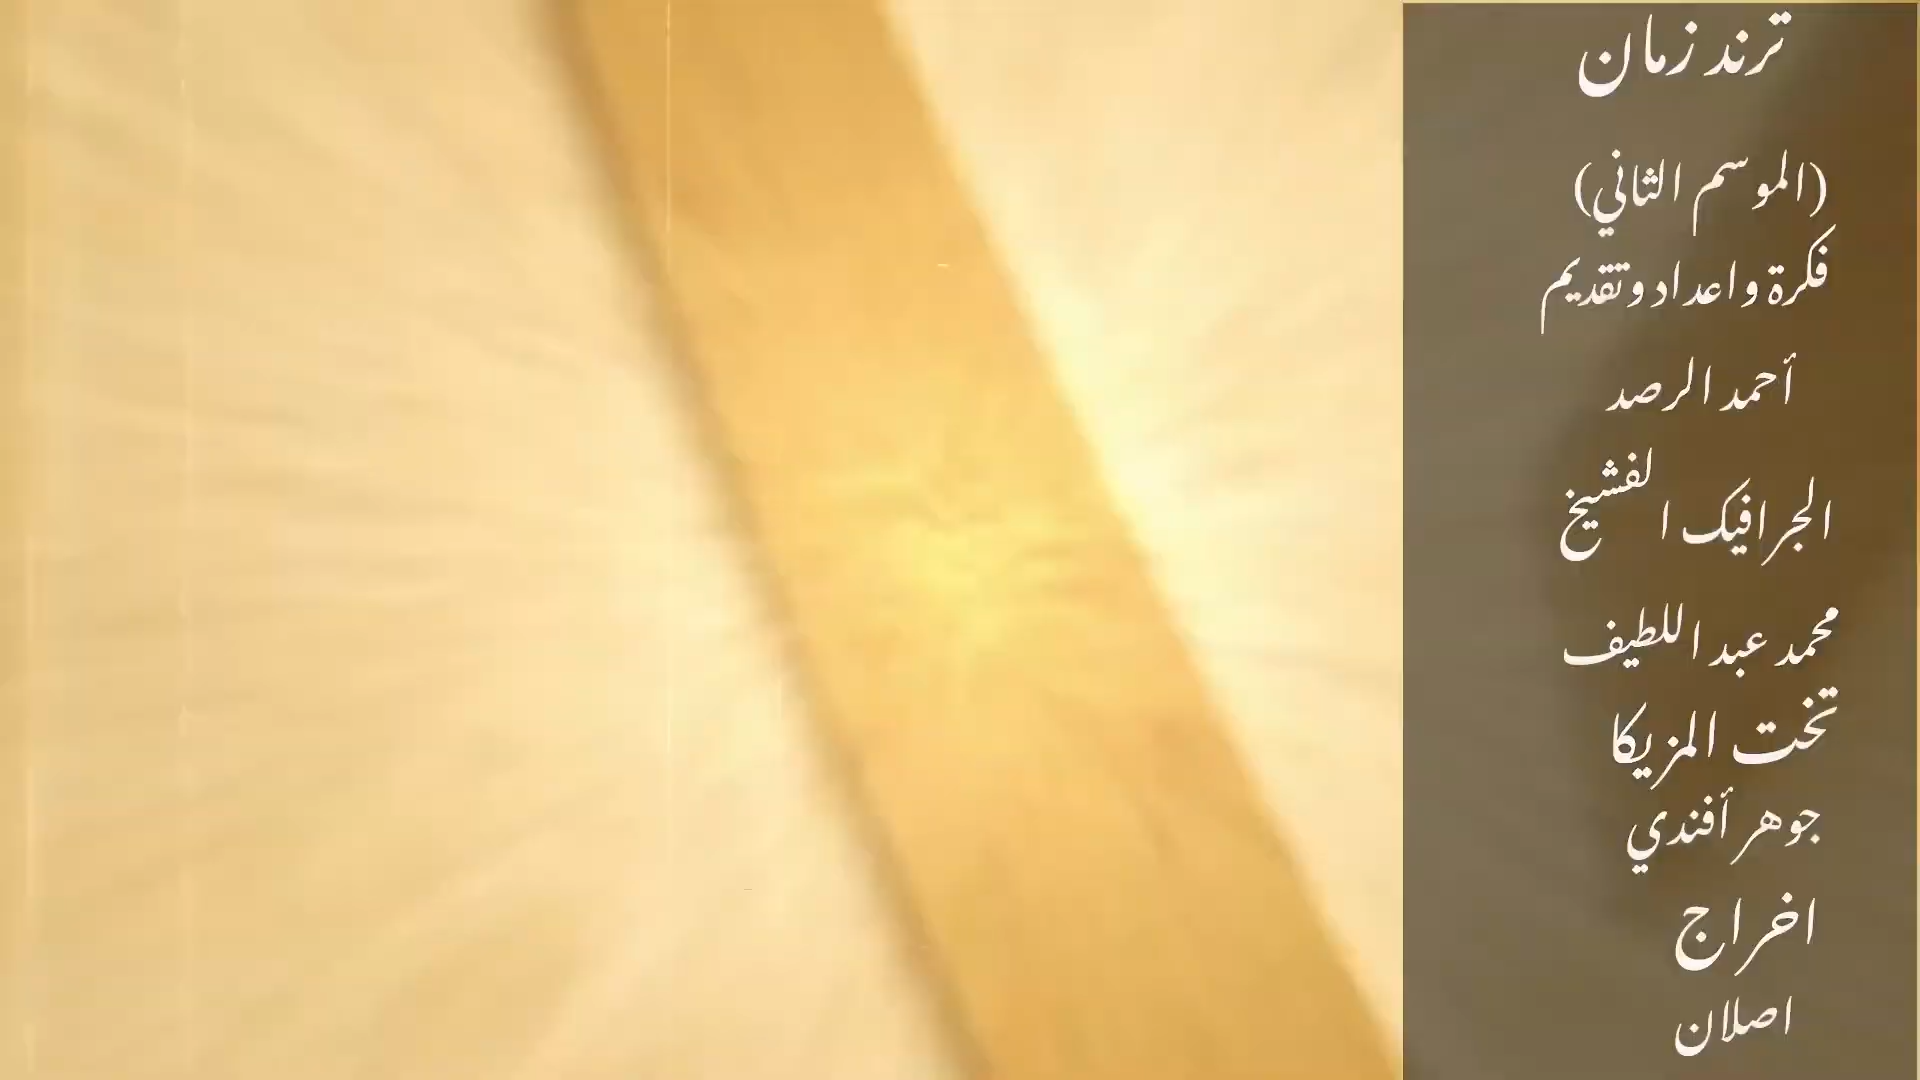 ترند زمان
(الموسم الثاني)
فكرة واعداد وتقديم
أحمد الرصد
الجرافيك الفشيخ
محمد عبد اللطيف
تخت المزيكا
جوهر أفندي
اخراج
اصلان